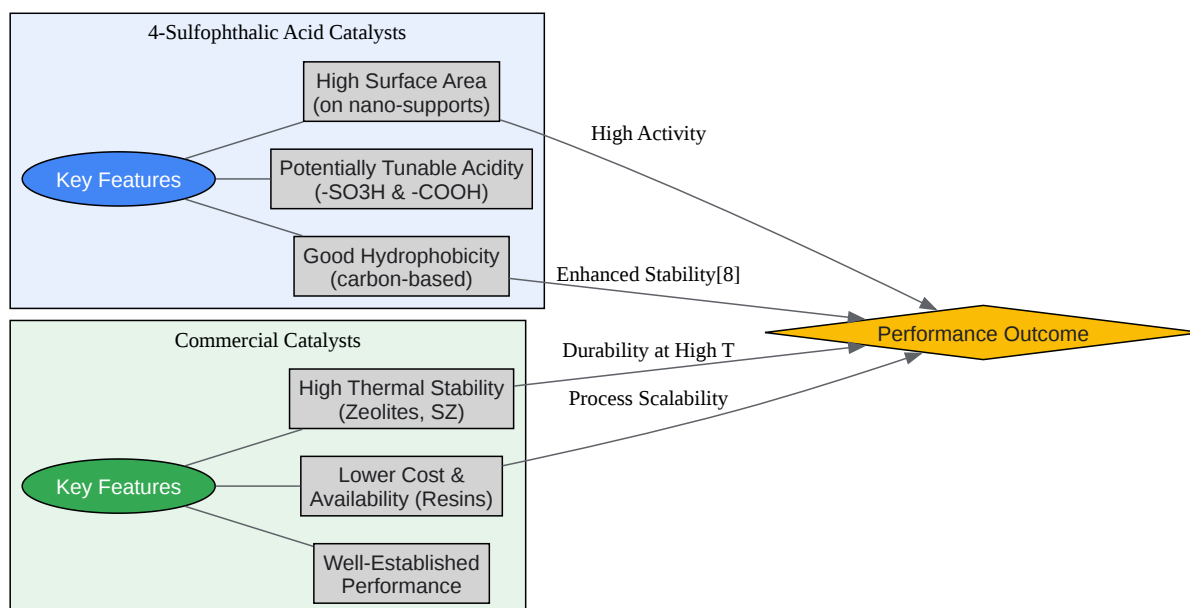 4-Sulfophthalic Acid Catalysts
High Surface Area
(on nano-supports)
High Activity
Key Features
Potentially Tunable Acidity
(-SO3H & -COOH)
Good Hydrophobicity
(carbon-based)
Enhanced Stability[8]
Performance Outcome
Commercial Catalysts
Durability at High T
High Thermal Stability
(Zeolites, SZ)
Process Scalability
Key Features
Lower Cost &
Availability (Resins)
Well-Established
Performance